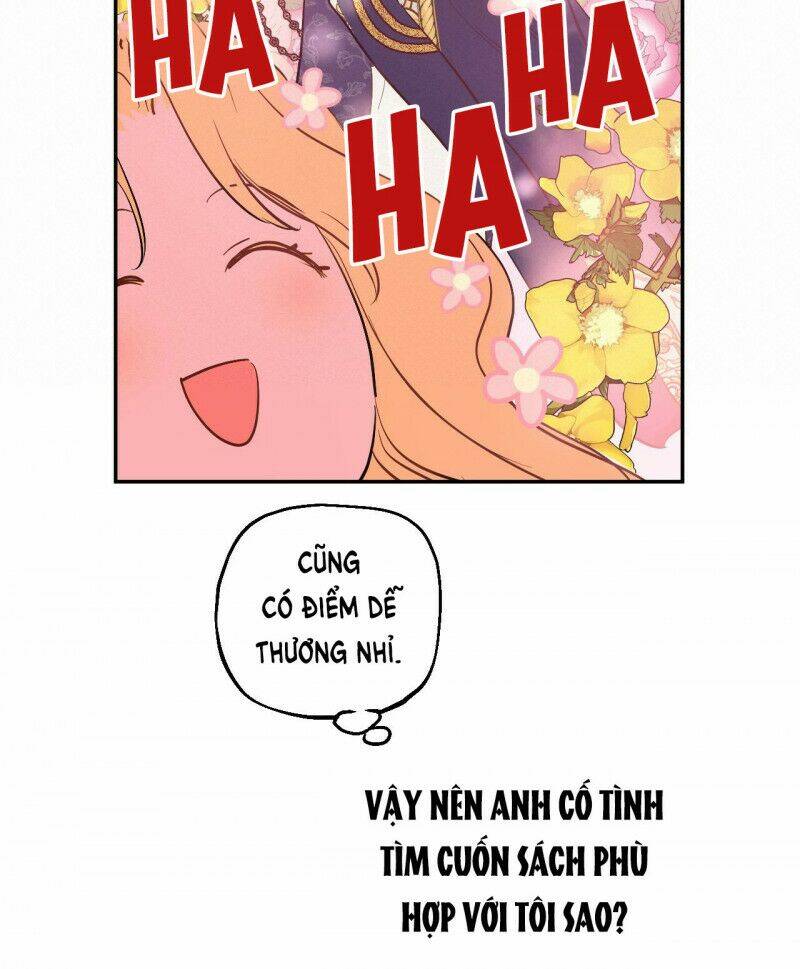 HA
HA
HA
HA
CŨNG
CÓ ĐIỂM DỄ
THƯƠNG NHỈ.
VẬY NÊN ANH CỐ TÌNH
TÌM CUỐN SÁCH PHÙ
HỢP VỚI TÔI SAO?